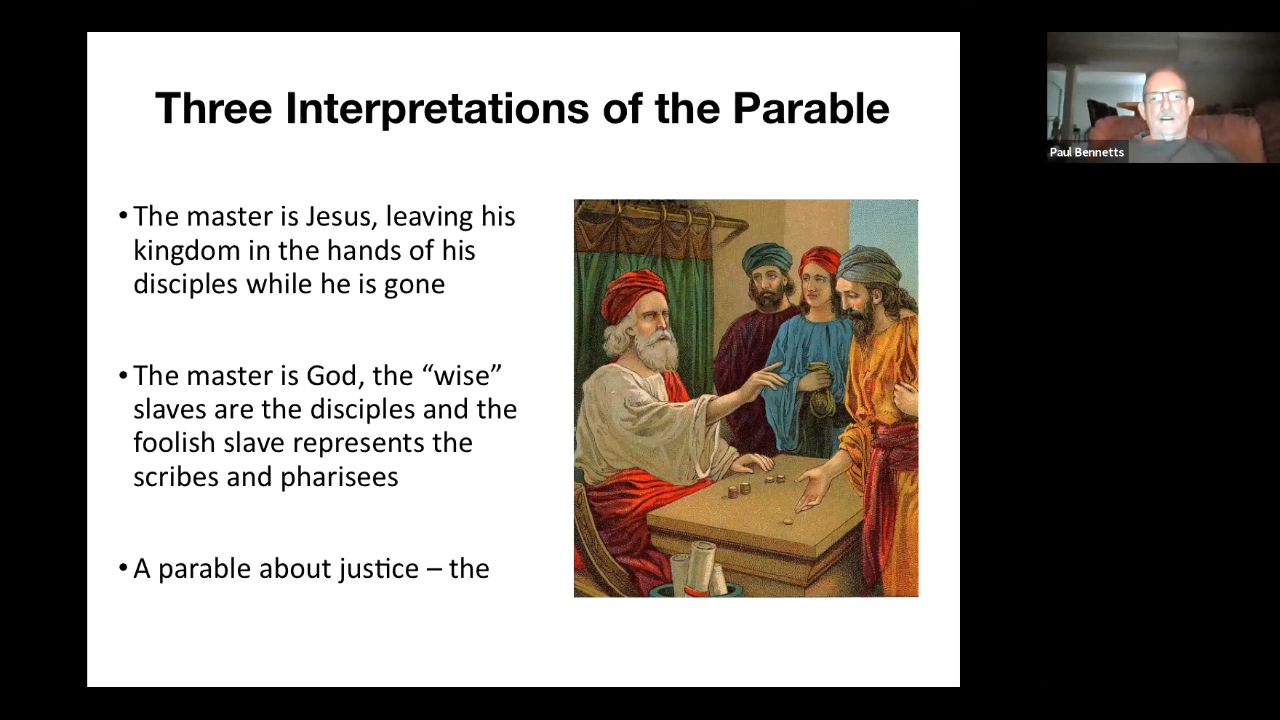 Three Interpretations of the Parable
• The master is Jesus, leaving his
kingdom in the hands of his
disciples while he is gone
• The master is God, the “wise”
slaves are the disciples and the
foolish slave represents the
scribes and pharisees
• A parable about justice – the
Paul Bennetts